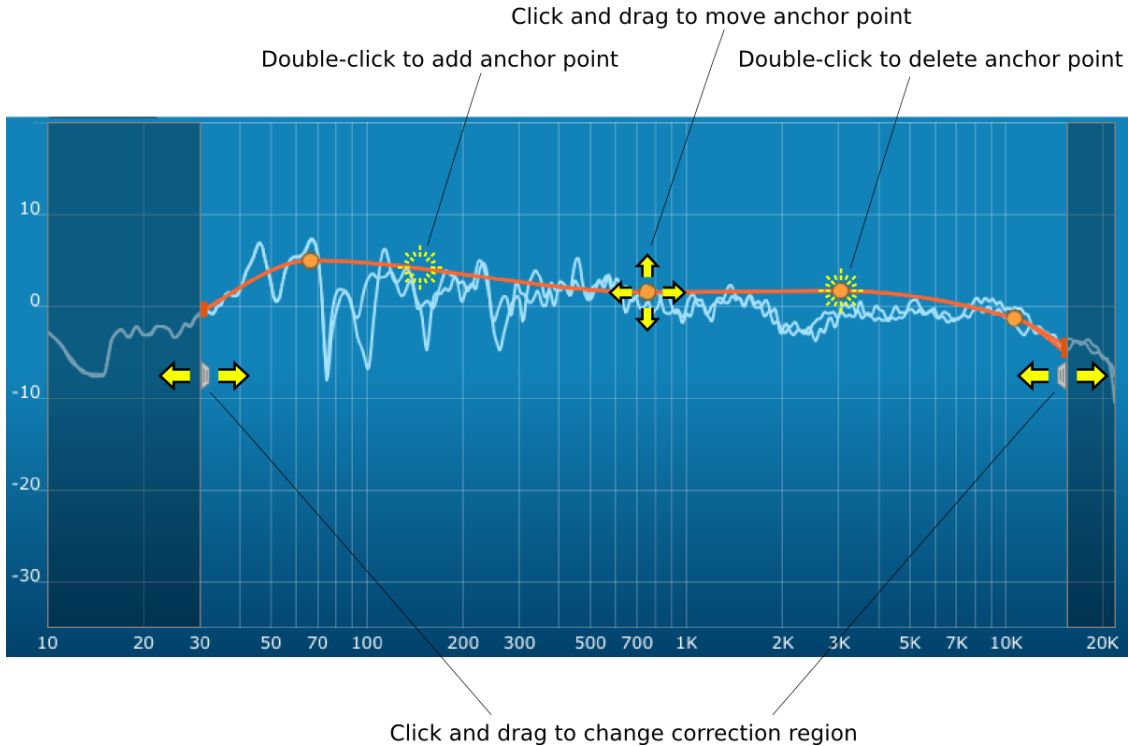 Click and drag to move anchor point
Double-click to add anchor point
Double-click to delete anchor point
10
0
-10
-20
-30
10 20 30 50 70 100 200 300 500 700 1K 2K 3K 5K 7K 10K 20K
Click and drag to change correction region